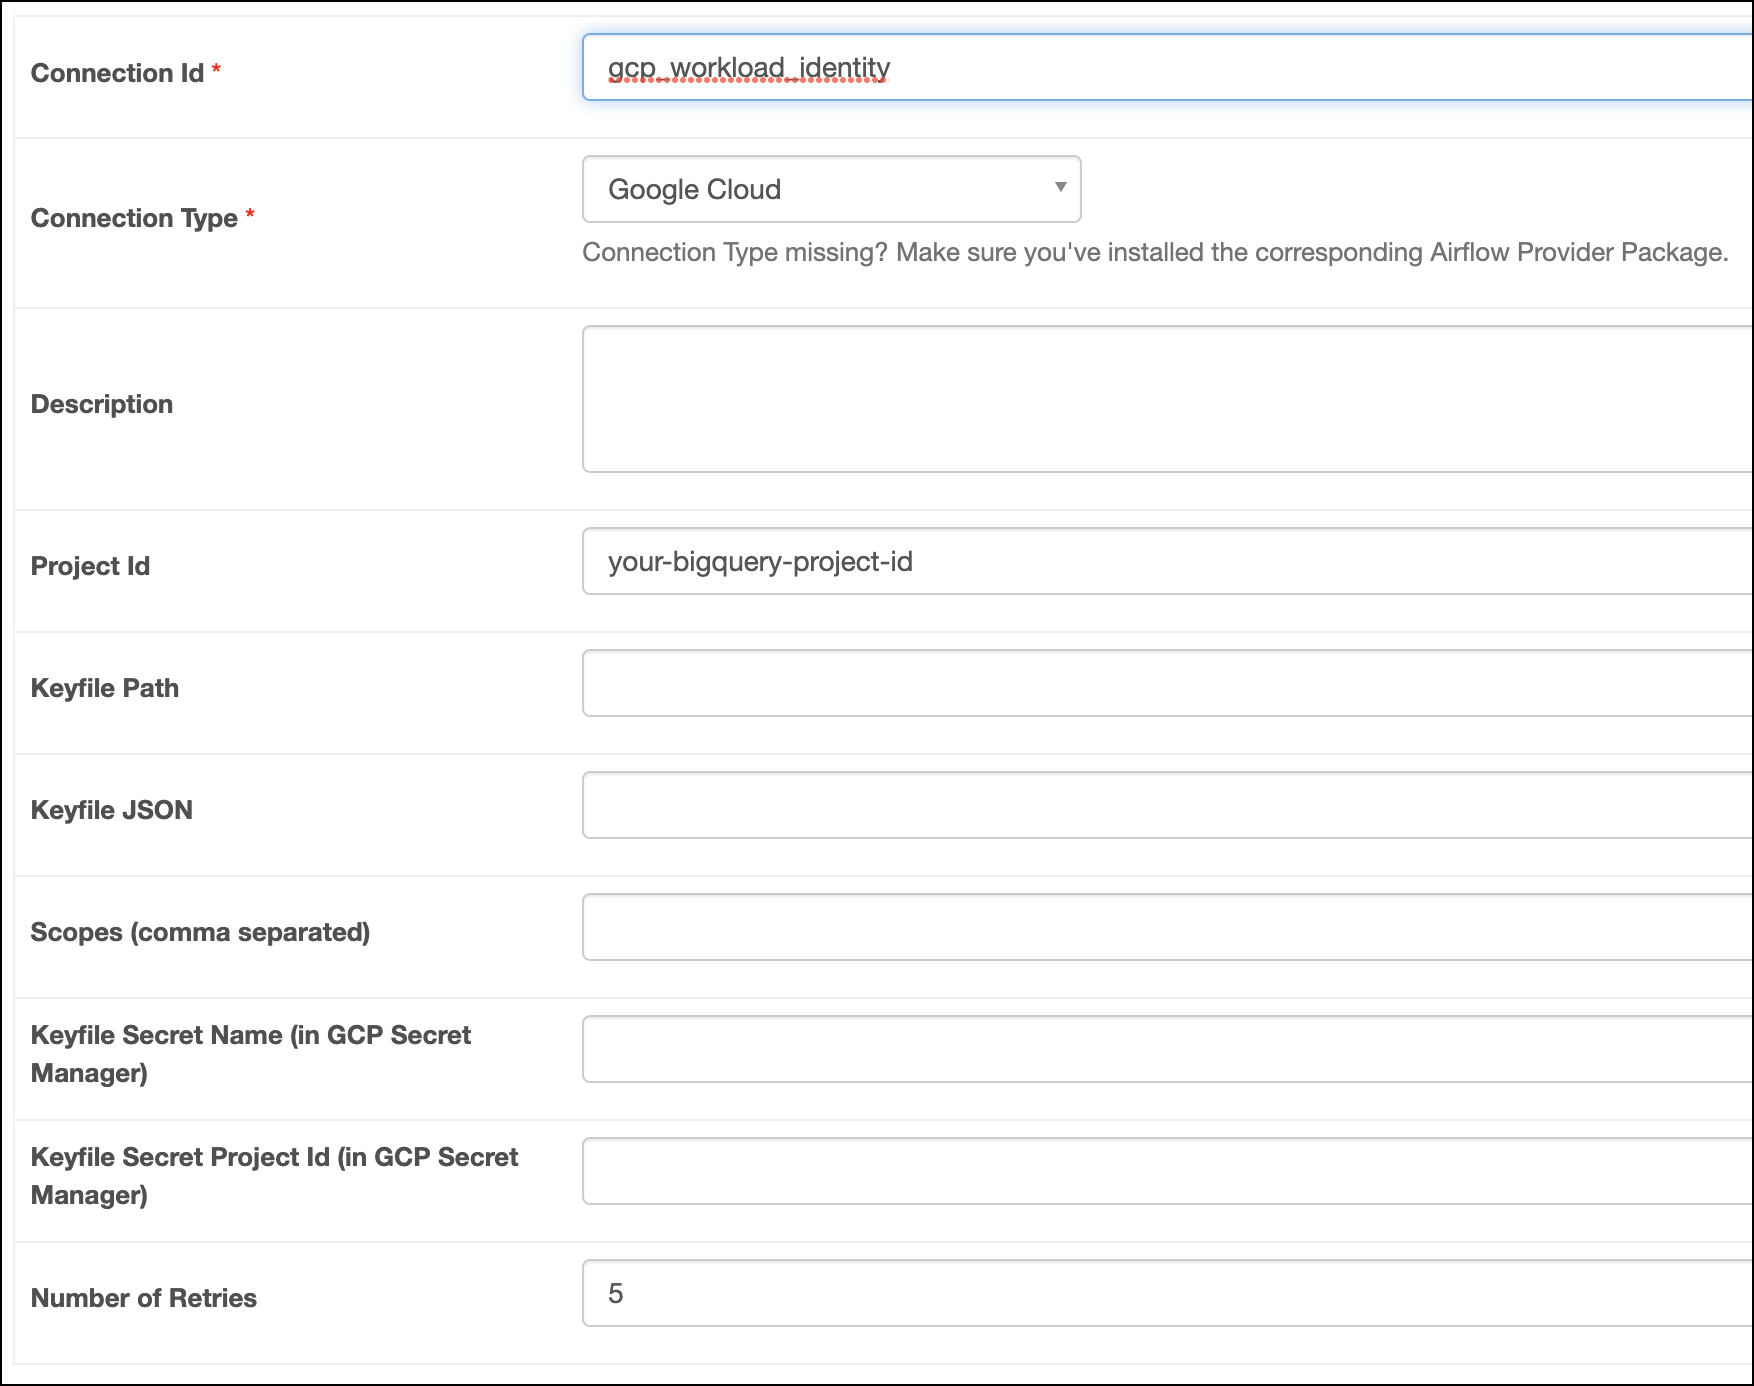 Connection Id *
gcp_workload_identity
Connection Type *
Google Cloud
Connection Type missing? Make sure you've installed the corresponding Airflow Provider Package.
Description
Project Id
your-bigquery-project-id
Keyfile Path
Keyfile JSON
Scopes (comma separated)
Keyfile Secret Name (in GCP Secret
Manager)
Keyfile Secret Project Id (in GCP Secret
Manager)
Number of Retries
5